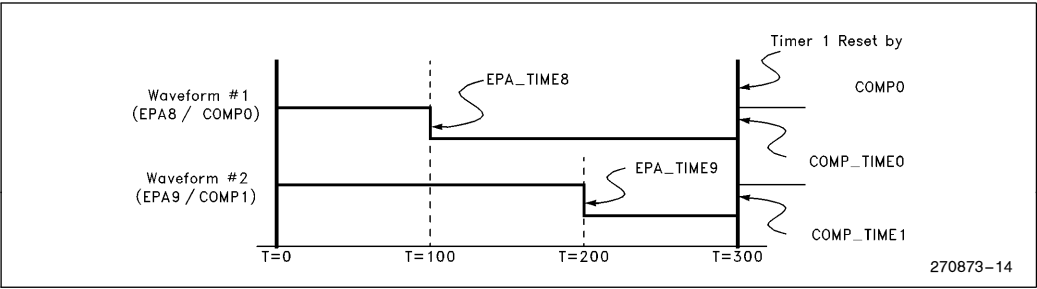 Timer 1 Reset by
COMP0
EPA_TIME8
Waveform #1
(EPA8 / COMP0)
COMP_TIME0
EPA_TIME9
Waveform #2
(EPA9 / COMP1)
COMP_TIME1
T=0 T=100 T=200 T=300
270873-14